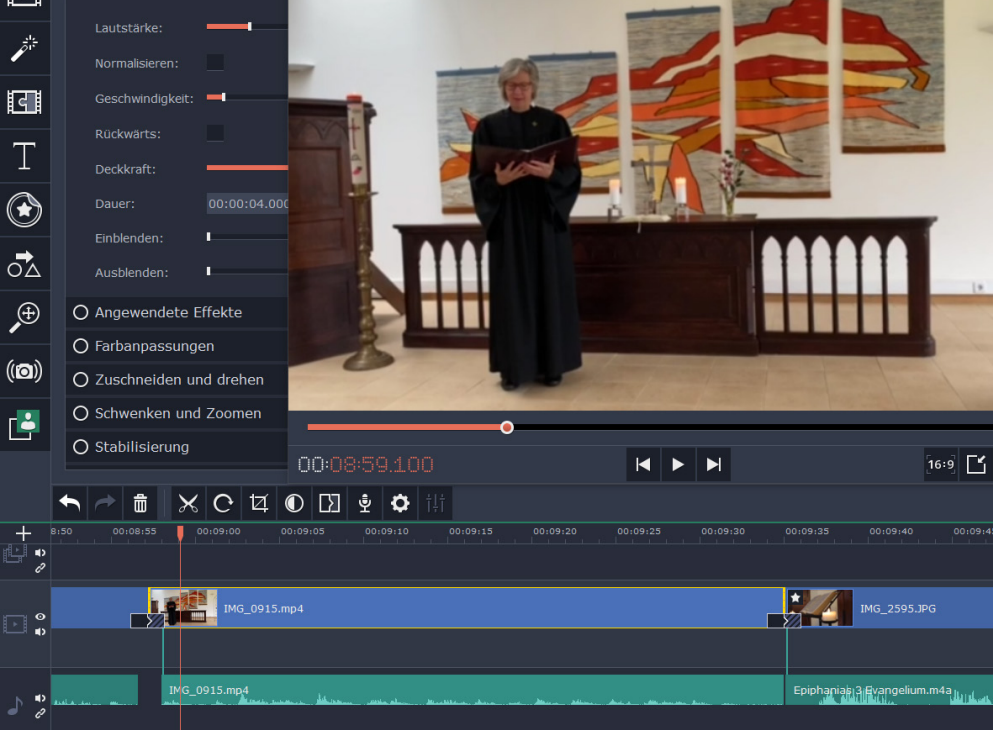 Lautstärke:
Normalisieren:
Geschwindigkeit:
Rückwärts:
Deckkraft:
Dauer: 00:00:04.000
Einblenden:
Ausblenden:
Angewendete Effekte
Farbanpassungen
Zuschneiden und drehen
Schwenken und Zoomen
Stabilisierung
00:08:59.100
16:9
8:50 00:08:55 00:09:00 00:09:05 00:09:10 00:09:15 00:09:20 00:09:25 00:09:30 00:09:35 00:09:40 00:09:4
IMG_0915.mp4 IMG_2595.JPG
IMG_0915.mp4 Epiphanias 3 Evangelium.m4a